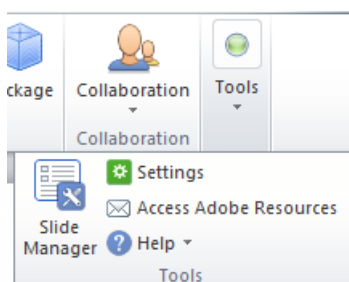 ckage
Collaboration
Tools
Collaboration
Settings
Access Adobe Resources
Slide
Manager
Help
Tools